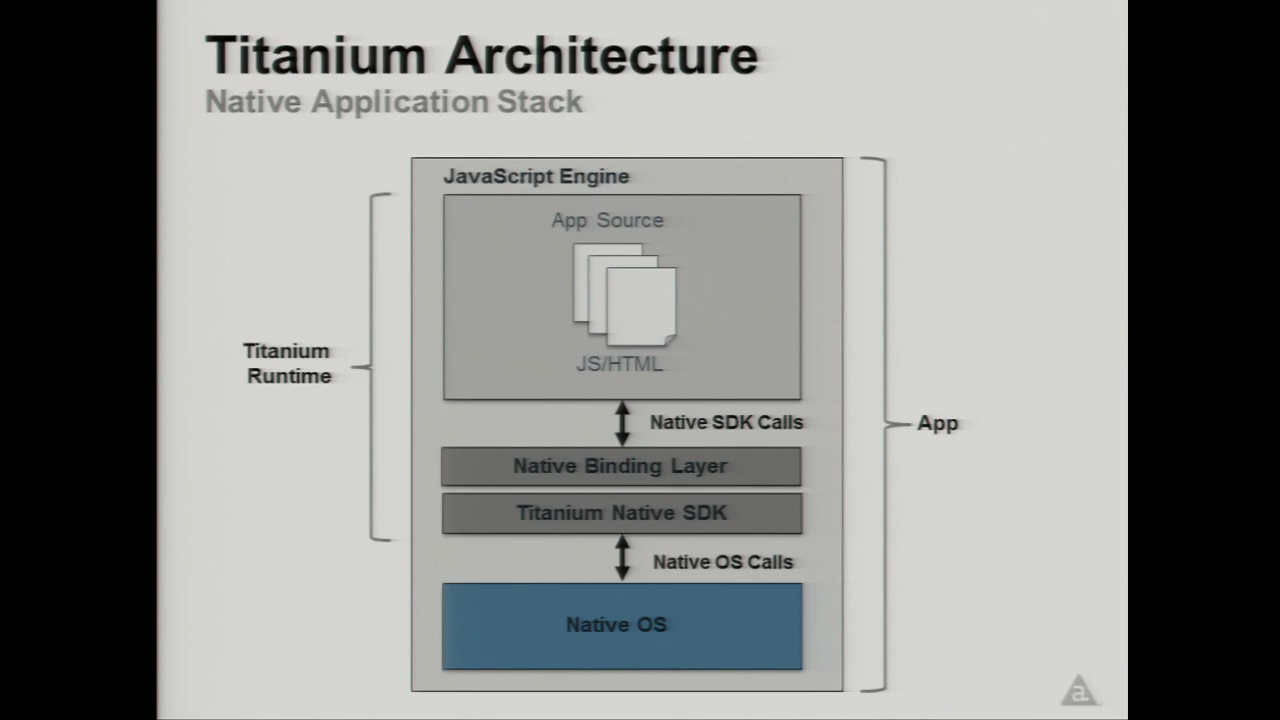 Titanium Architecture
Native Application Stack
JavaScript Engine
App Source
JS/HTML
Titanium
Runtime
Native SDK Calls
App
Native Binding Layer
Titanium Native SDK
Native OS Calls
Native OS
a